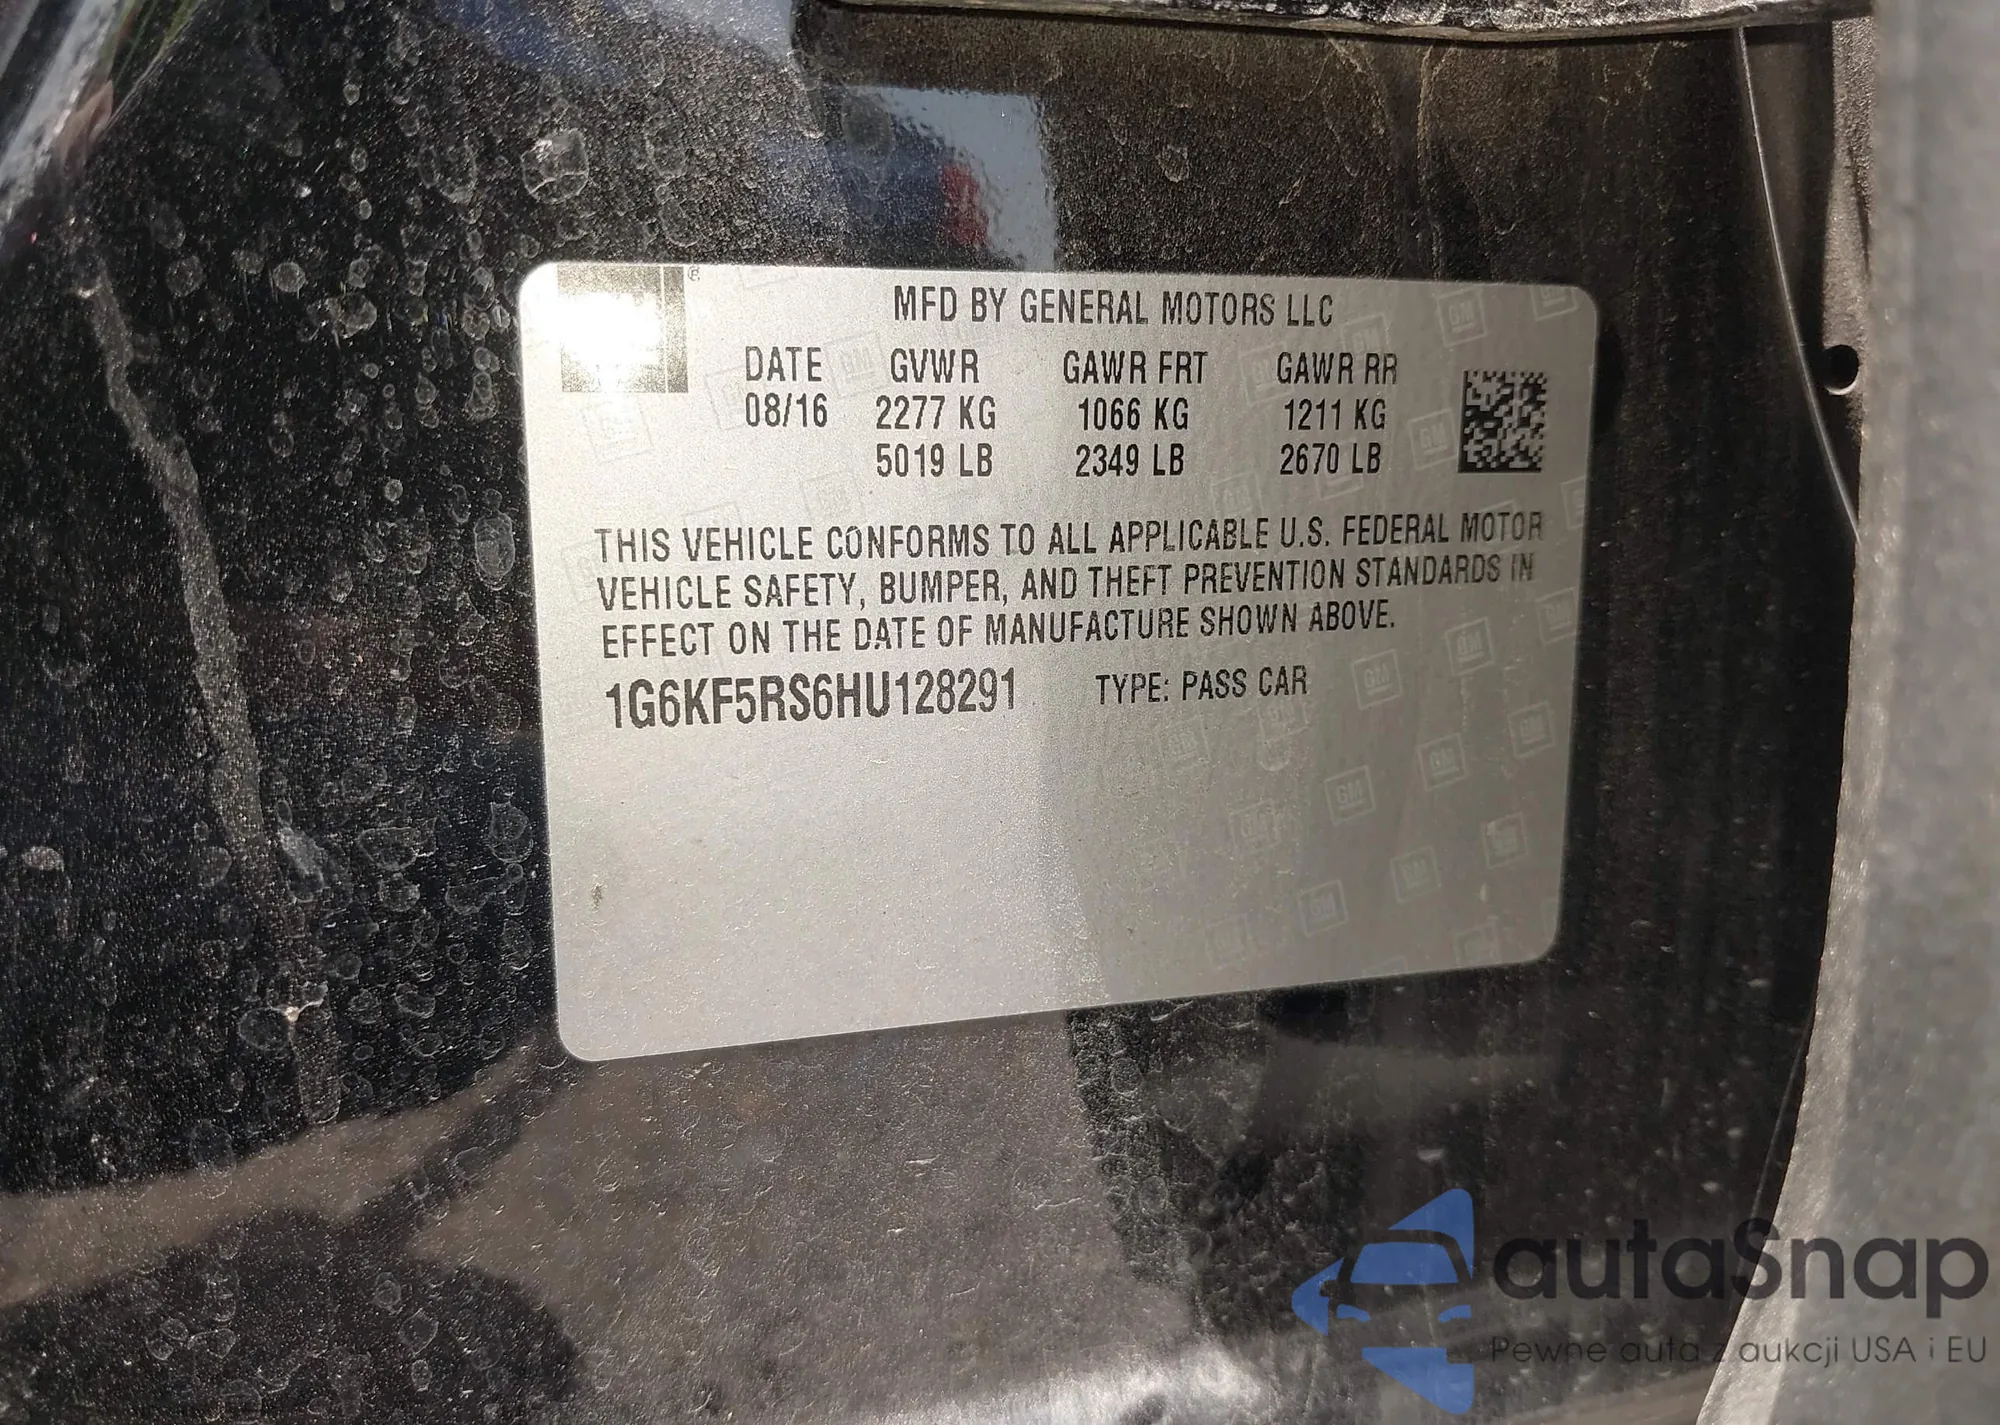 ®
MFD BY GENERAL MOTORS LLC
DATE GVWR GAWR FRT GAWR RR
08/16 2277 KG 1066 KG 1211 KG
5019 LB 2349 LB 2670 LB
THIS VEHICLE CONFORMS TO ALL APPLICABLE U.S. FEDERAL MOTOR
VEHICLE SAFETY, BUMPER, AND THEFT PREVENTION STANDARDS IN
EFFECT ON THE DATE OF MANUFACTURE SHOWN ABOVE.
1G6KF5RS6HU128291 TYPE: PASS CAR
autaSnap
Pewne auta z aukcji USA i EU